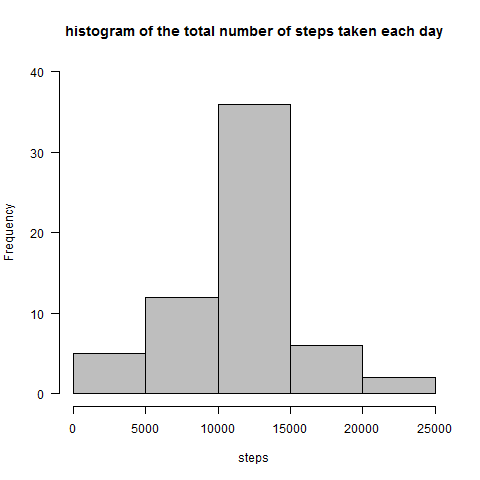 histogram of the total number of steps taken each day
40
30
20
10
0
Frequency
0 5000 10000 15000 20000 25000
steps